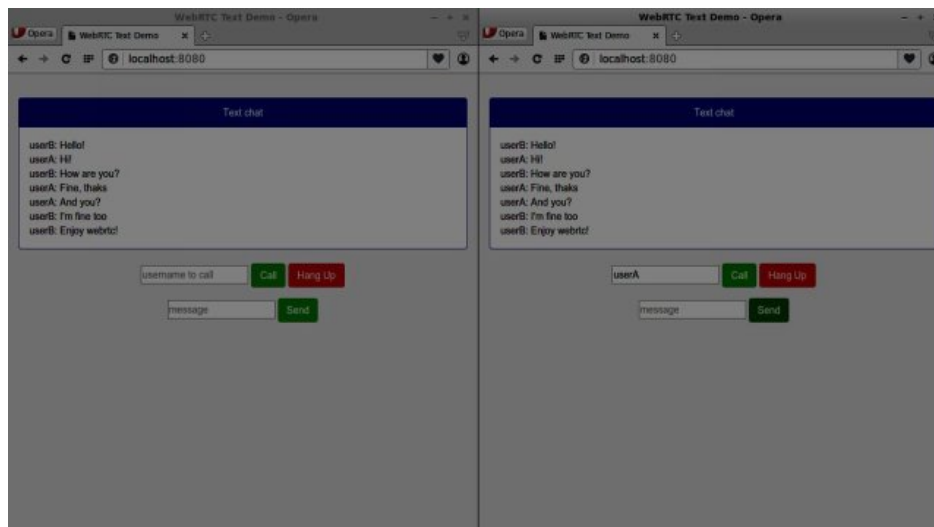 WebRTC Text Demo - Opera
Opera
WebRTC Text Demo
localhost:8080
Text chat
userB: Hello!
userA: Hi!
userB: How are you?
userA: Fine, thaks
userA: And you?
userB: I'm fine too
userB: Enjoy webrtc!
username to call
Call
Hang Up
message
Send
WebRTC Text Demo - Opera
Opera
WebRTC Text Demo
localhost:8080
Text chat
userB: Hello!
userA: Hi!
userB: How are you?
userA: Fine, thaks
userA: And you?
userB: I'm fine too
userB: Enjoy webrtc!
userA
Call
Hang Up
message
Send